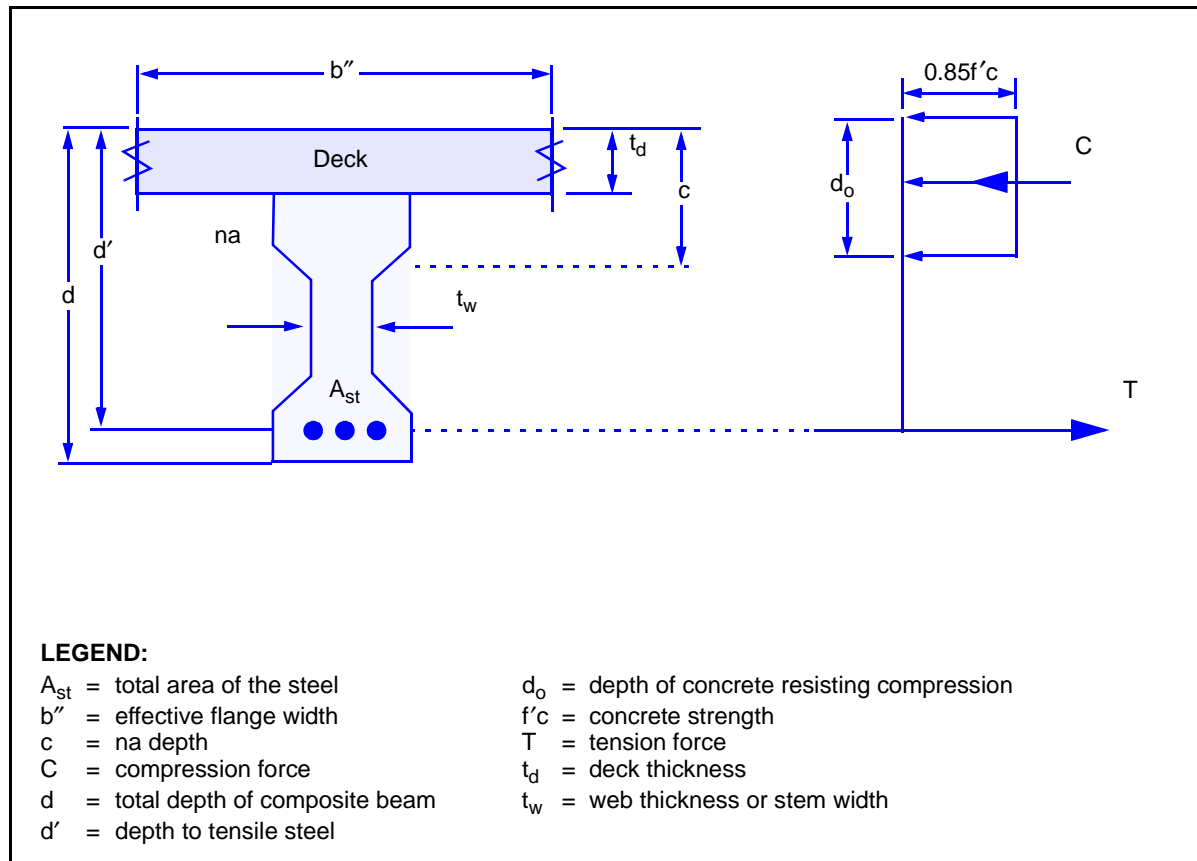 b″
0.85f′c
Deck
t_d
C
c
d_o
na
d′
d
t_w
A_st
T
LEGEND:
A_st = total area of the steel
b″ = effective flange width
c = na depth
C = compression force
d = total depth of composite beam
d′ = depth to tensile steel
d_o = depth of concrete resisting compression
f′c = concrete strength
T = tension force
t_d = deck thickness
t_w = web thickness or stem width